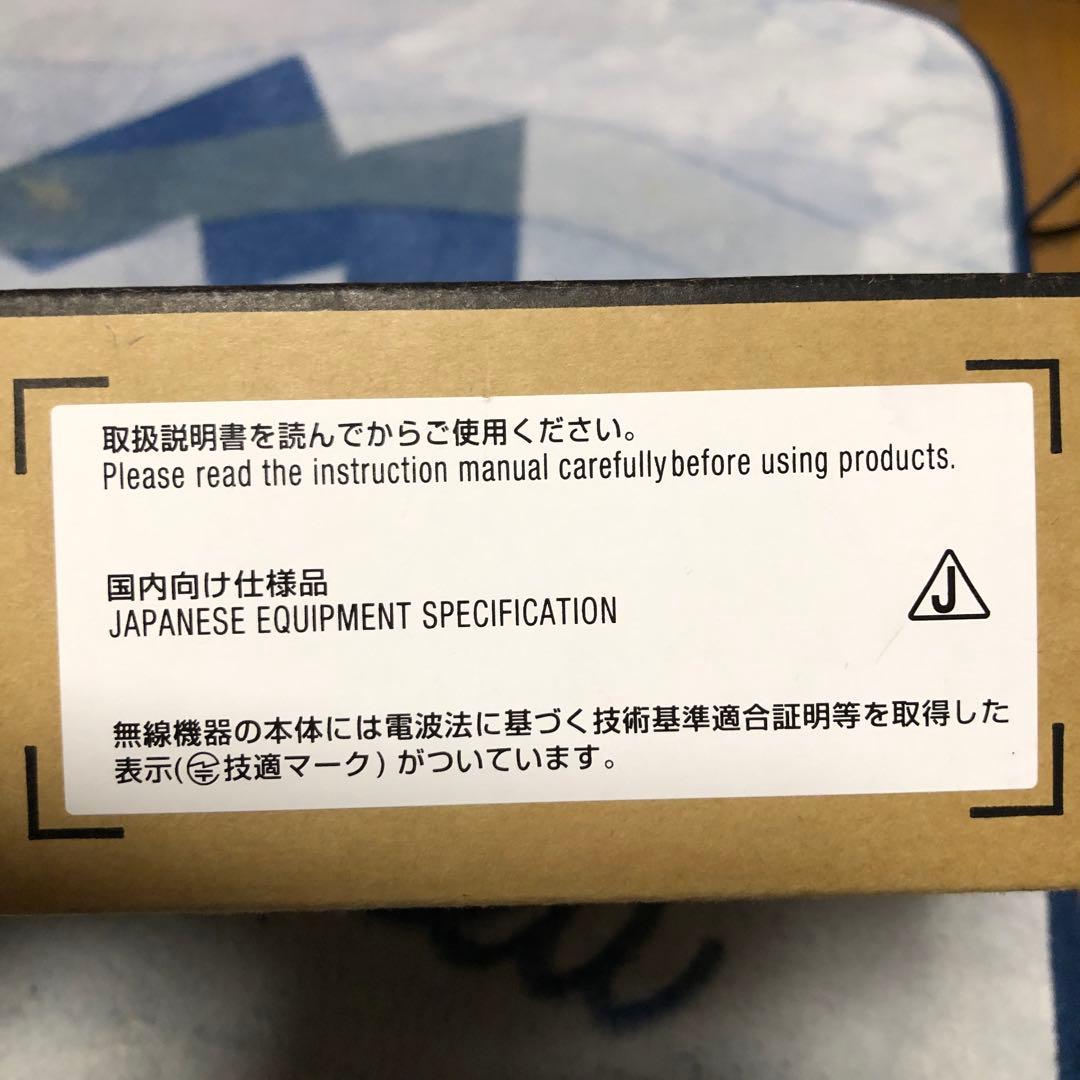 取扱説明書を読んでからご使用ください。
Please read the instruction manual carefully before using products.
国内向け仕様品
JAPANESE EQUIPMENT SPECIFICATION
J
無線機器の本体には電波法に基づく技術基準適合証明等を取得した
表示(技適マーク) がついています。